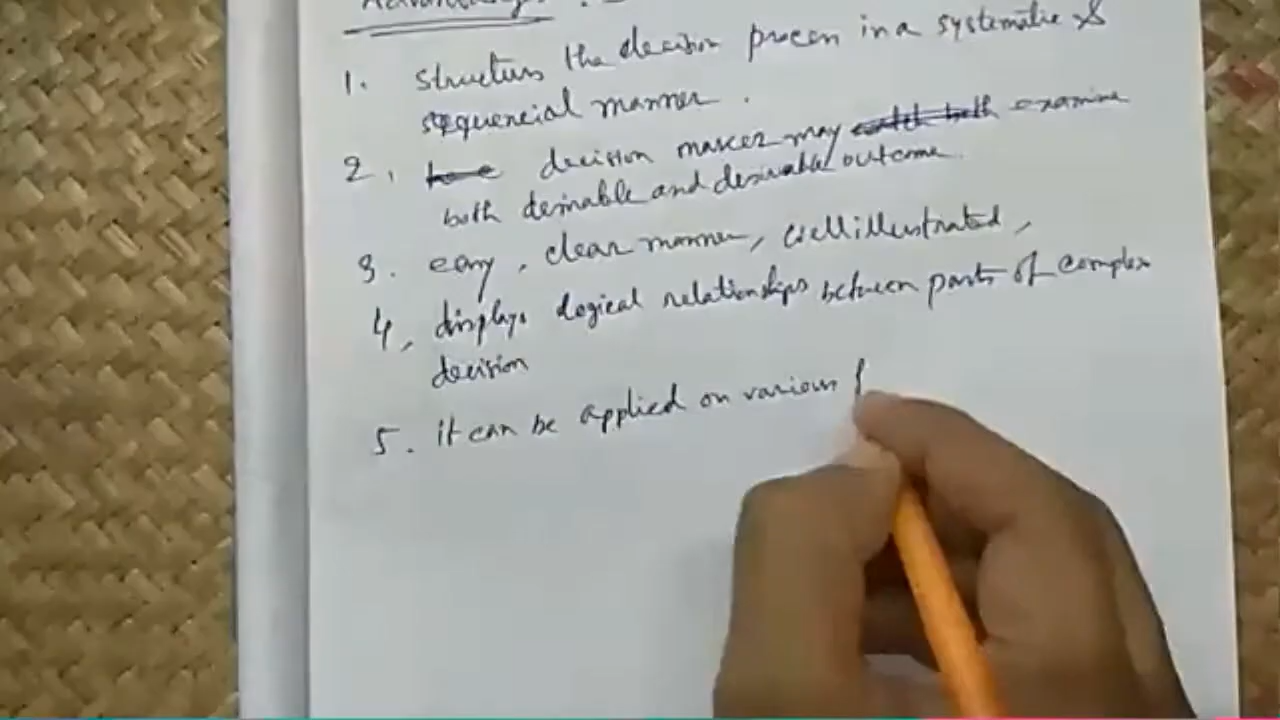 Advantages :
1. structurs the decision process in a systematic &
sequencial manner .
2. decision maker may examine
both desirable and desirable outcome.
3. easy , clear manner, well illustrated ,
4, displays logical relationships between parts of complex
decision
5. it can be applied on various f